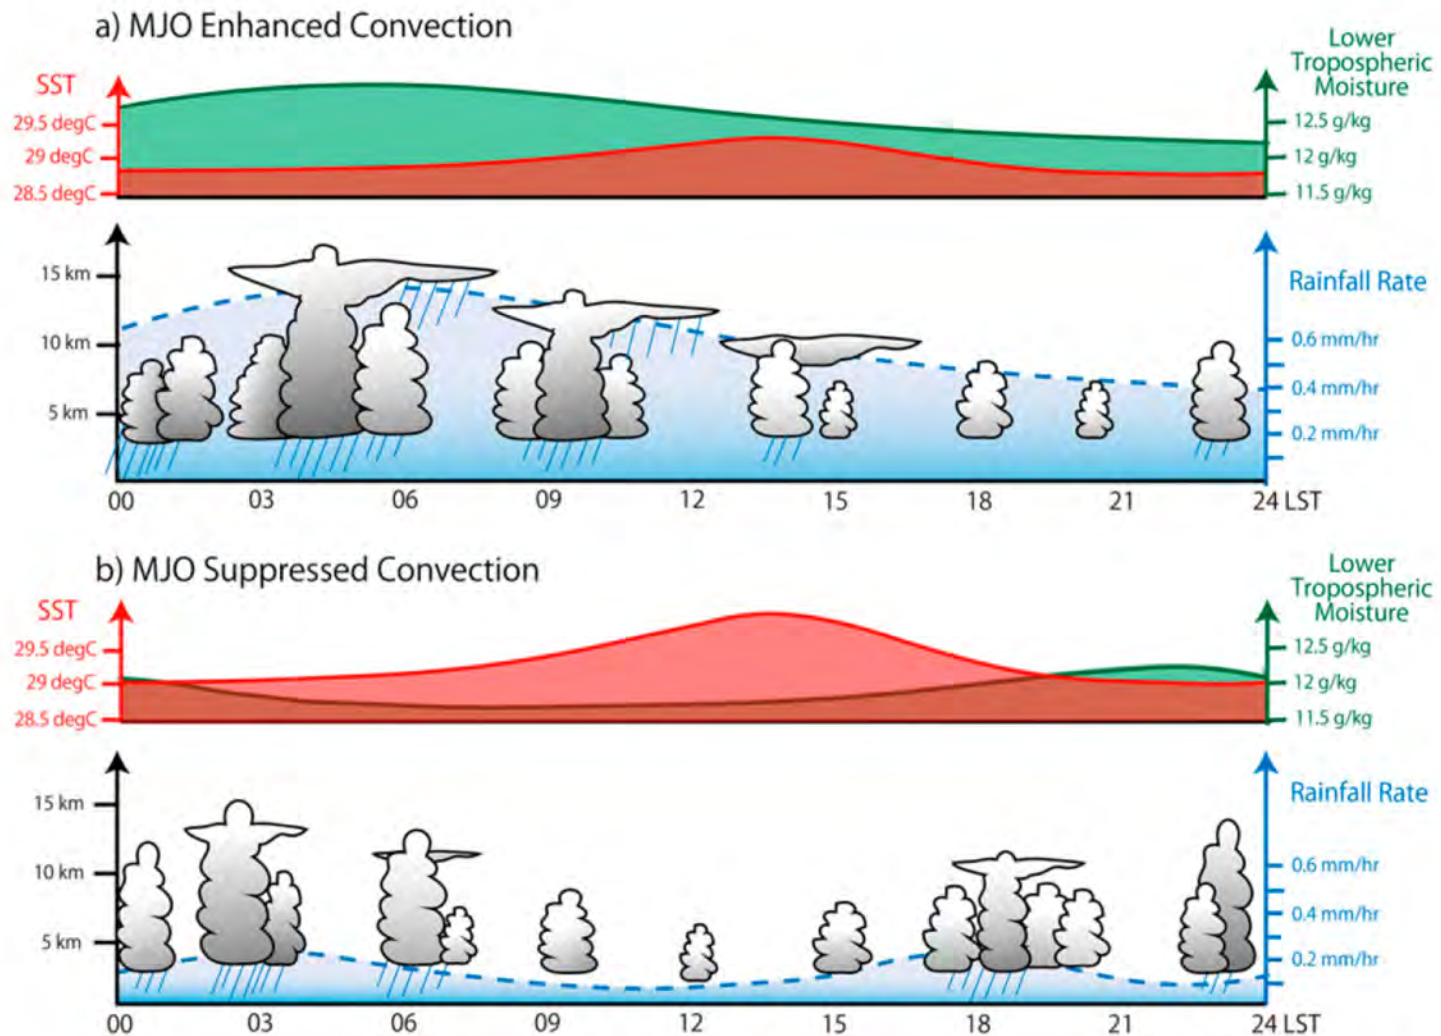 a) MJO Enhanced Convection
SST
Lower
Tropospheric
Moisture
29.5 degC
12.5 g/kg
29 degC
12 g/kg
28.5 degC
11.5 g/kg
15 km
Rainfall Rate
10 km
0.6 mm/hr
0.4 mm/hr
5 km
0.2 mm/hr
00 03 06 09 12 15 18 21 24 LST
b) MJO Suppressed Convection
SST
Lower
Tropospheric
Moisture
29.5 degC
12.5 g/kg
29 degC
12 g/kg
28.5 degC
11.5 g/kg
15 km
Rainfall Rate
10 km
0.6 mm/hr
0.4 mm/hr
5 km
0.2 mm/hr
00 03 06 09 12 15 18 21 24 LST